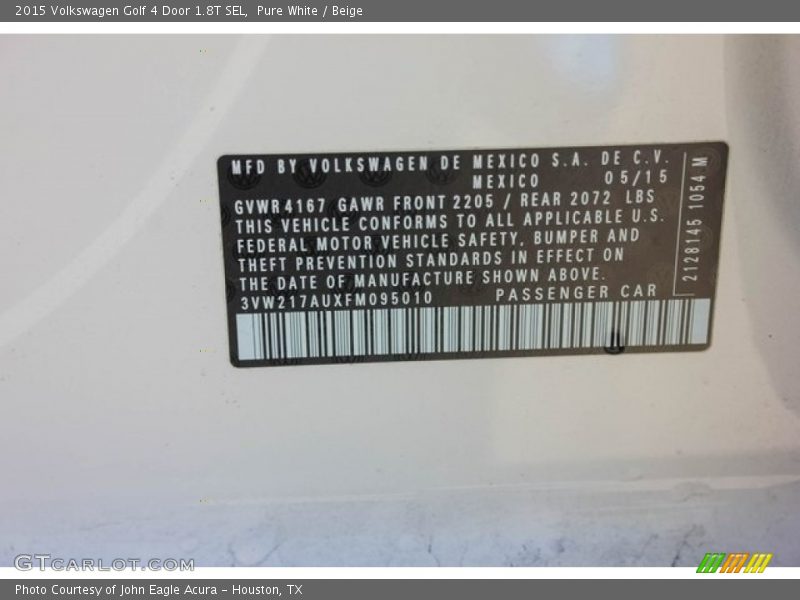 2015 Volkswagen Golf 4 Door 1.8T SEL, Pure White / Beige
MFD BY VOLKSWAGEN DE MEXICO S.A. DE C.V.
MEXICO 05/15
GVWR4167 GAWR FRONT 2205 / REAR 2072 LBS
THIS VEHICLE CONFORMS TO ALL APPLICABLE U.S.
FEDERAL MOTOR VEHICLE SAFETY, BUMPER AND
THEFT PREVENTION STANDARDS IN EFFECT ON
THE DATE OF MANUFACTURE SHOWN ABOVE.
3VW217AUXFM095010 PASSENGER CAR
2128145 1054 M
GTCARLOT.COM
Photo Courtesy of John Eagle Acura - Houston, TX